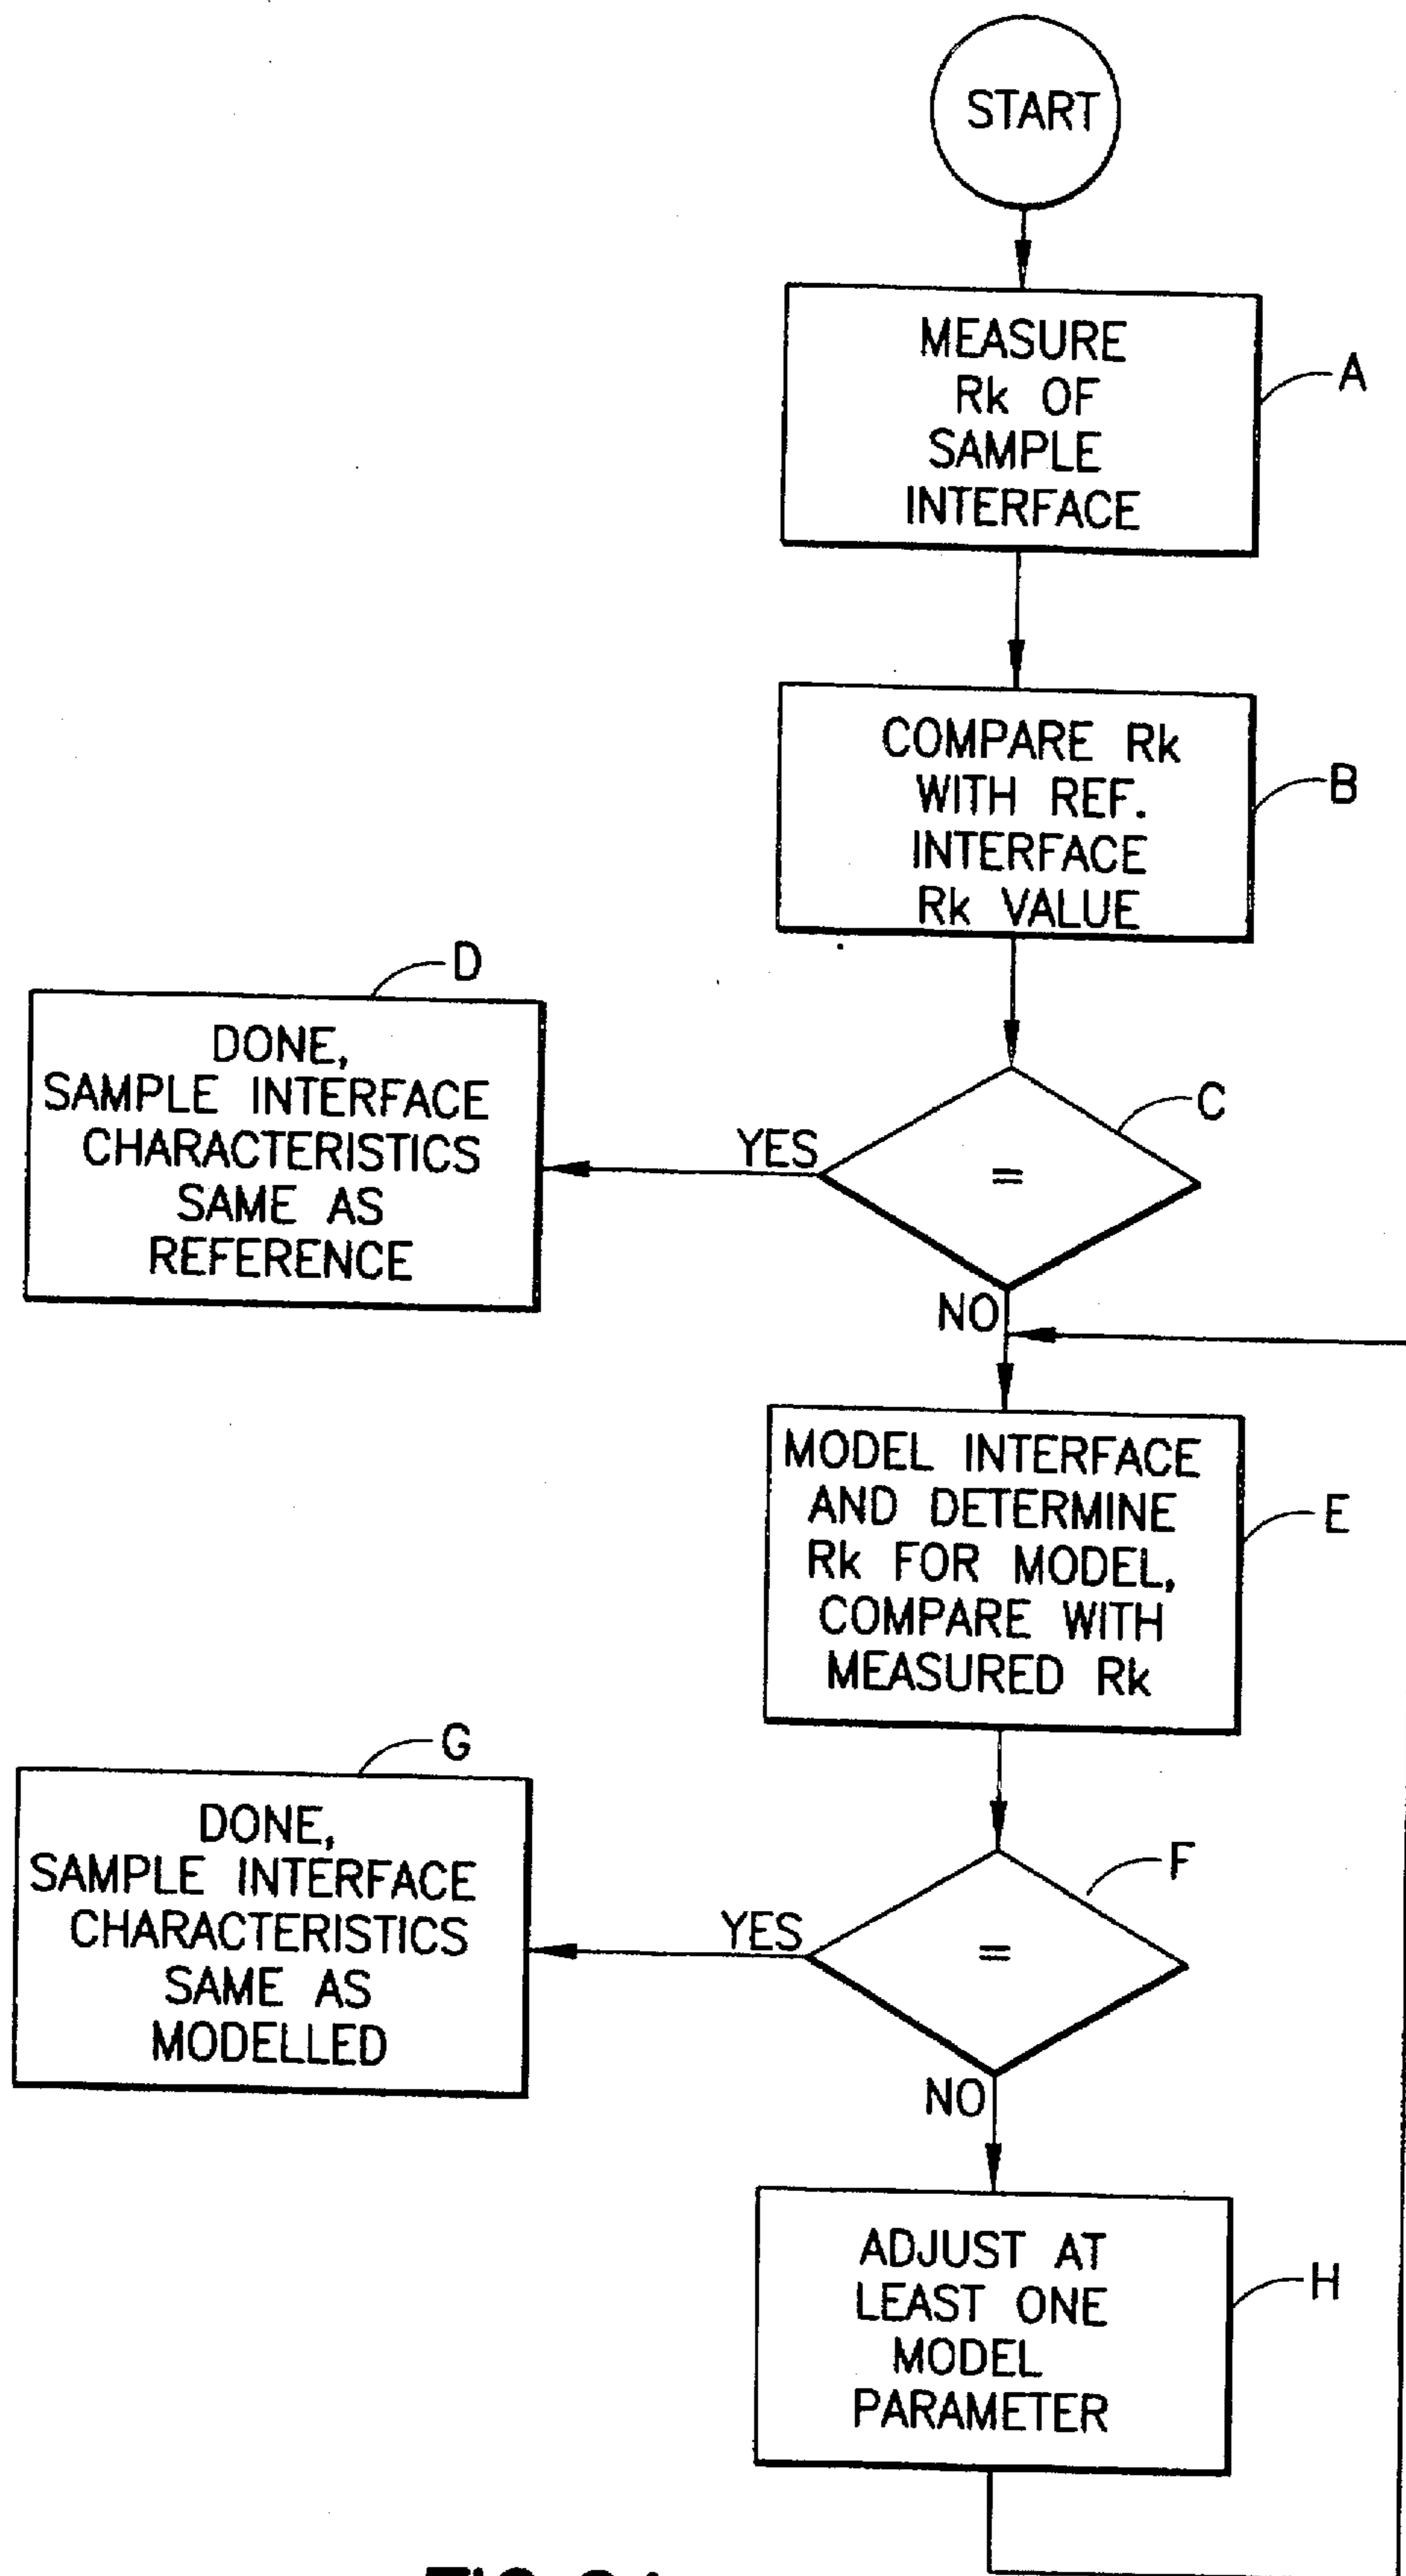 START
MEASURE
Rk OF
SAMPLE
INTERFACE
A
COMPARE Rk
WITH REF.
INTERFACE
Rk VALUE
B
D
DONE,
SAMPLE INTERFACE
CHARACTERISTICS
SAME AS
REFERENCE
C
YES
=
NO
MODEL INTERFACE
AND DETERMINE
Rk FOR MODEL,
COMPARE WITH
MEASURED Rk
E
G
DONE,
SAMPLE INTERFACE
CHARACTERISTICS
SAME AS
MODELLED
F
YES
=
NO
ADJUST AT
LEAST ONE
MODEL
PARAMETER
H